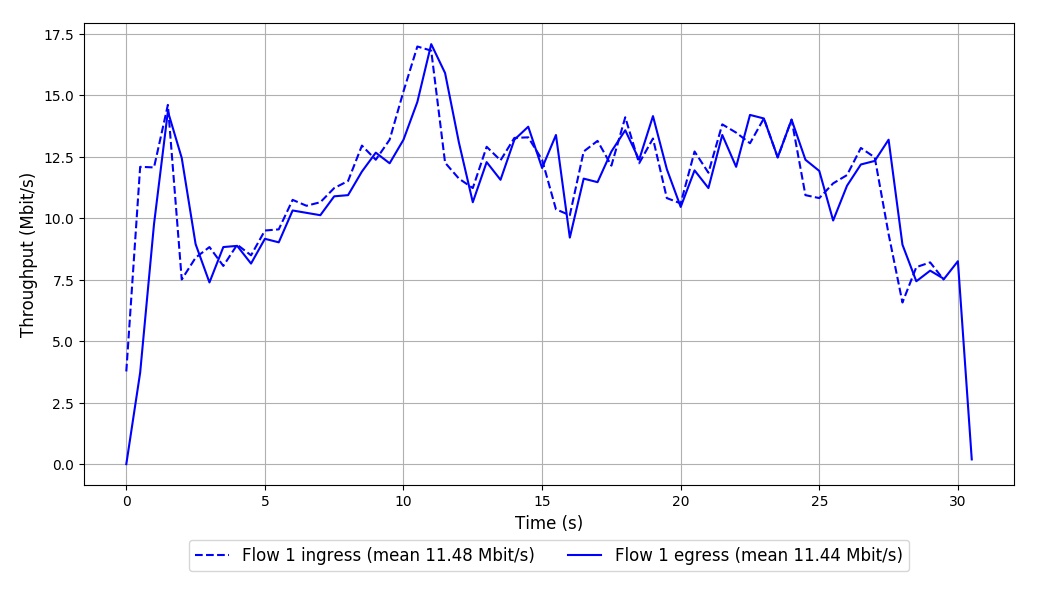 17.5
15.0
12.5
10.0
7.5
5.0
2.5
0.0
Throughput (Mbit/s)
0 5 10 15 20 25 30
Time (s)
Flow 1 ingress (mean 11.48 Mbit/s) Flow 1 egress (mean 11.44 Mbit/s)